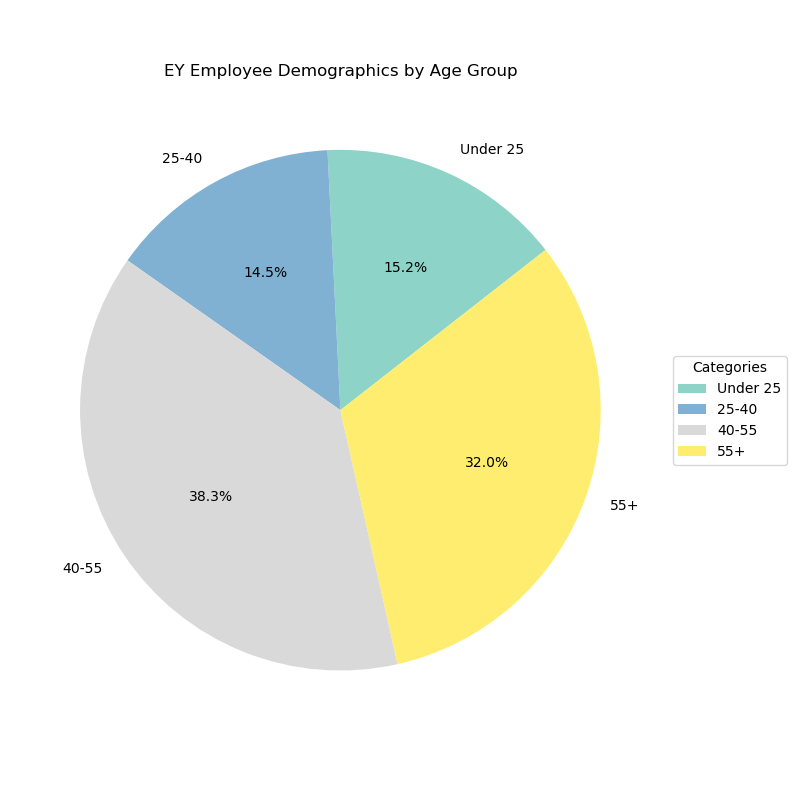 EY Employee Demographics by Age Group
Under 25
25-40
15.2%
14.5%
Categories
Under 25
25-40
40-55
55+
32.0%
38.3%
55+
40-55